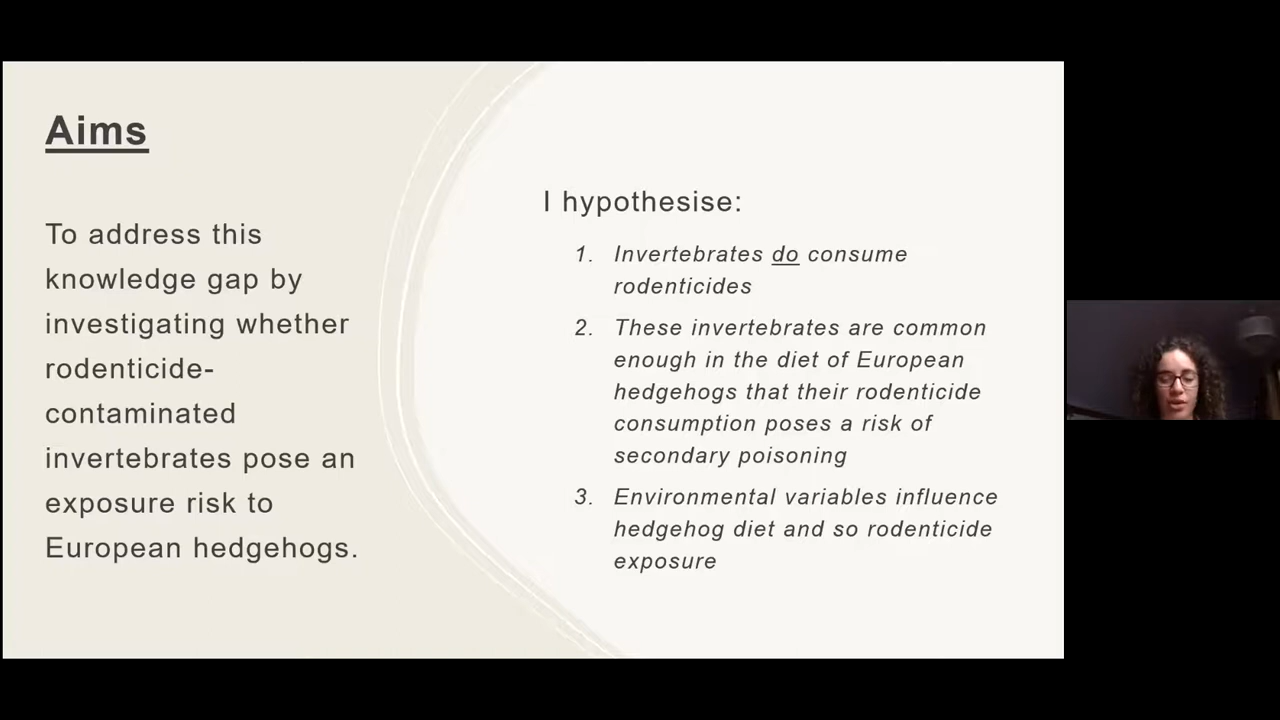 Aims
To address this
knowledge gap by
investigating whether
rodenticide-
contaminated
invertebrates pose an
exposure risk to
European hedgehogs.
I hypothesise:
1. Invertebrates do consume
rodenticides
2. These invertebrates are common
enough in the diet of European
hedgehogs that their rodenticide
consumption poses a risk of
secondary poisoning
3. Environmental variables influence
hedgehog diet and so rodenticide
exposure